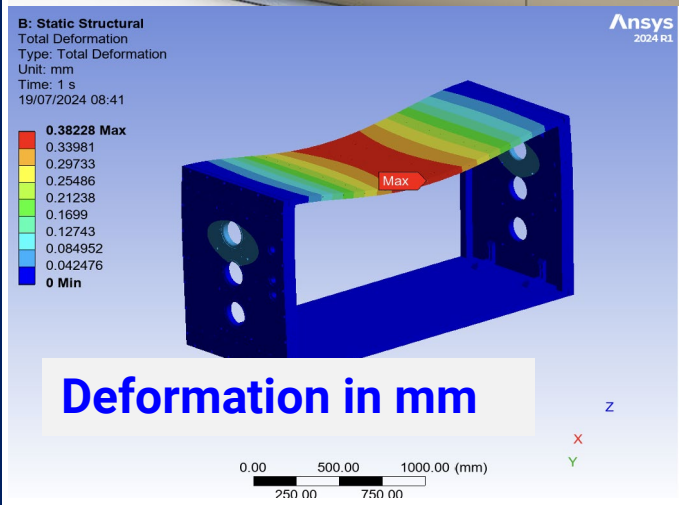 B: Static Structural
Total Deformation
Type: Total Deformation
Unit: mm
Time: 1 s
19/07/2024 08:41
Ansys
2024 R1
0.38228 Max
0.33981
0.29733
0.25486
0.21238
0.1699
0.12743
0.084952
0.042476
0 Min
Max
Deformation in mm
Z
X
Y
0.00 500.00 1000.00 (mm)
250.00 750.00